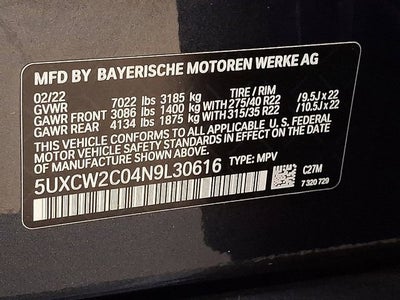 MFD BY BAYERISCHE MOTOREN WERKE AG
02/22 TIRE / RIM
GVWR 7022 lbs 3185 kg
GAWR FRONT 3086 lbs 1400 kg WITH 275/40 R22 / 9.5J x 22
GAWR REAR 4134 lbs 1875 kg WITH 315/35 R22 / 10.5J x 22
THIS VEHICLE CONFORMS TO ALL APPLICABLE U. S. FEDERAL
MOTOR VEHICLE SAFETY STANDARDS IN EFFECT ON THE DATE
OF MANUFACTURE SHOWN ABOVE.
5UXCW2C04N9L30616 TYPE: MPV
C27M
7 320 729